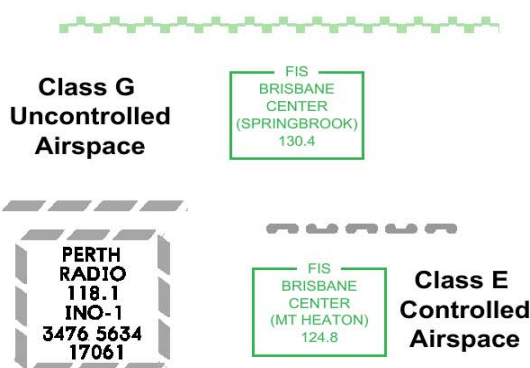 Class G
Uncontrolled
Airspace
FIS
BRISBANE
CENTER
(SPRINGBROOK)
130.4
PERTH
RADIO
118.1
INO-1
3476 5634
17061
FIS
BRISBANE
CENTER
(MT HEATON)
124.8
Class E
Controlled
Airspace